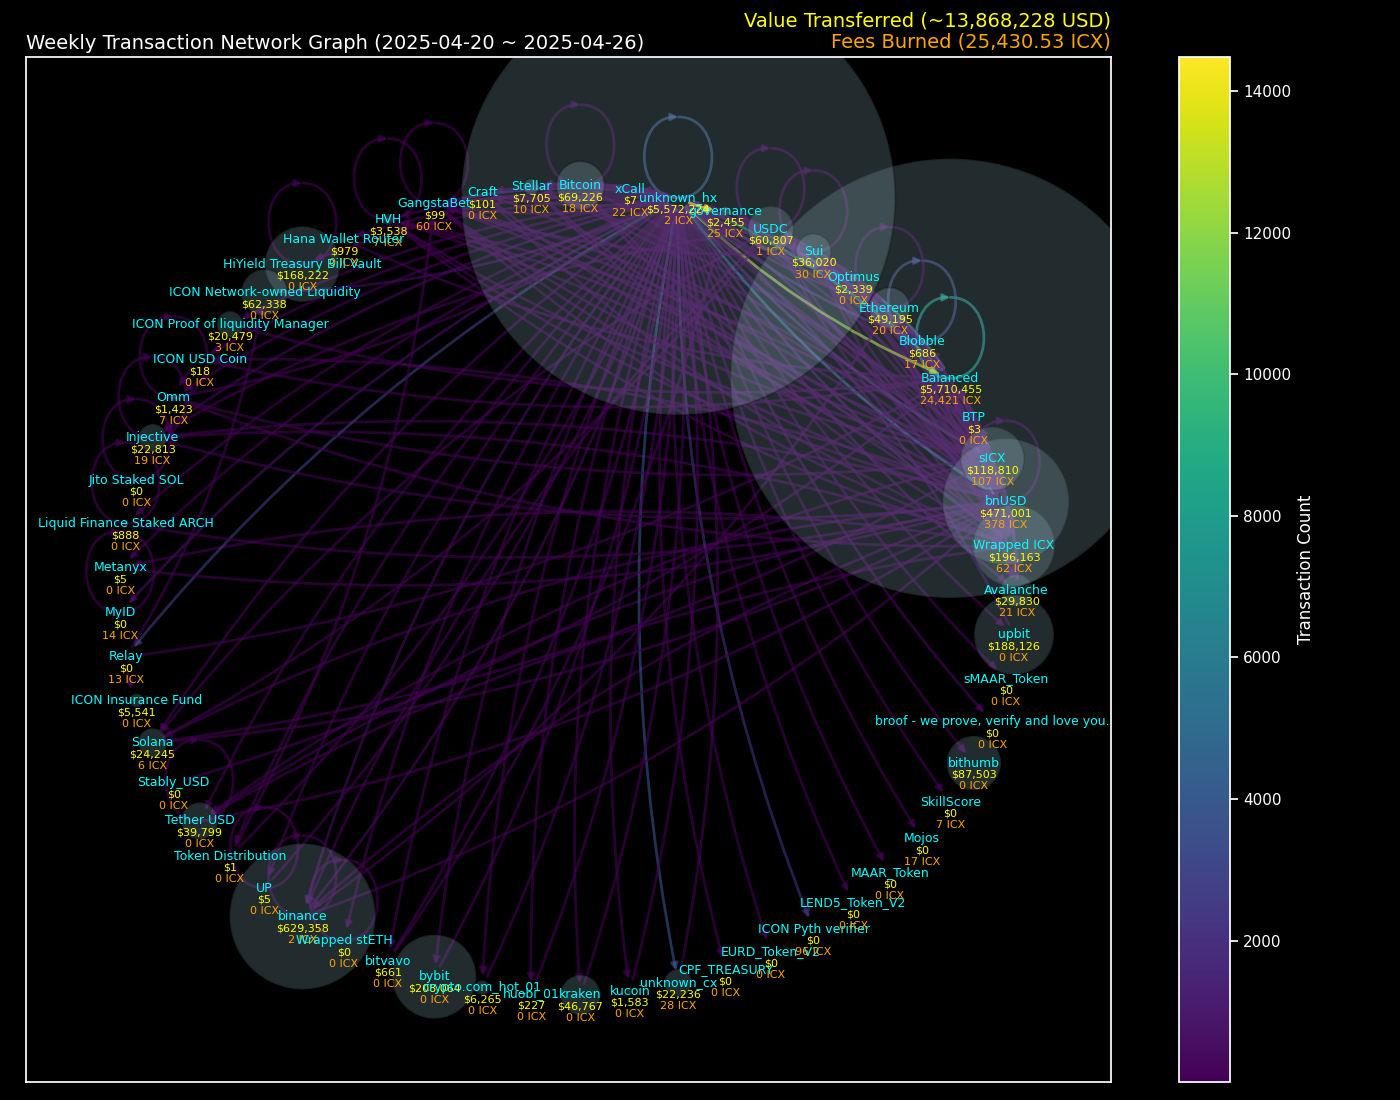 Value Transferred (~13,868,228 USD)
Weekly Transaction Network Graph (2025-04-20 ~ 2025-04-26)
Fees Burned (25,430.53 ICX)
unknown_hx
2 ICX
xCall
$7
22 ICX
Bitcoin
$69,226
18 ICX
Stellar
$7,705
10 ICX
Craft
$101
0 ICX
GangstaBet
$99
60 ICX
HVH
$3,538
Hana Wallet Router
$979
HiYield Treasury Bill Vault
$168,222
0 ICX
ICON Network-owned Liquidity
$62,338
0 ICX
ICON Proof of liquidity Manager
$20,479
3 ICX
ICON USD Coin
$18
0 ICX
Omm
$1,423
7 ICX
Injective
$22,813
19 ICX
Jito Staked SOL
$0
0 ICX
Liquid Finance Staked ARCH
$888
0 ICX
Metanyx
$5
0 ICX
MyID
$0
14 ICX
Relay
$0
13 ICX
ICON Insurance Fund
$5,541
0 ICX
Solana
$24,245
6 ICX
Stably_USD
$0
0 ICX
Tether USD
$39,799
0 ICX
Token Distribution
$1
0 ICX
UP
$5
0 ICX
binance
$629,358
Wrapped stETH
$0
0 ICX
bitvavo
$661
0 ICX
bybit
0 ICX
crypto.com_hot_01
$6,265
0 ICX
huobi_01
$227
0 ICX
kraken
$46,767
0 ICX
kucoin
$1,583
0 ICX
unknown_cx
$22,236
28 ICX
CPF_TREASURY
$0
0 ICX
EURD_Token_V2
$0
0 ICX
ICON Pyth verifier
$0
96 ICX
LEND5_Token_V2
$0
0 ICX
MAAR_Token
$0
0 ICX
Mojos
$0
17 ICX
SkillScore
$0
7 ICX
bithumb
$87,503
0 ICX
broof - we prove, verify and love you.
$0
0 ICX
sMAAR_Token
$0
0 ICX
upbit
$188,126
0 ICX
Avalanche
$29,830
21 ICX
Wrapped ICX
$196,163
62 ICX
bnUSD
$471,001
378 ICX
sICX
$118,810
107 ICX
BTP
$3
0 ICX
Balanced
$5,710,455
24,421 ICX
Blobble
$686
17 ICX
Ethereum
$49,195
20 ICX
Optimus
$2,339
0 ICX
Sui
$36,020
30 ICX
USDC
$60,807
1 ICX
governance
$2,455
25 ICX
14000
12000
10000
8000
6000
4000
2000
Transaction Count